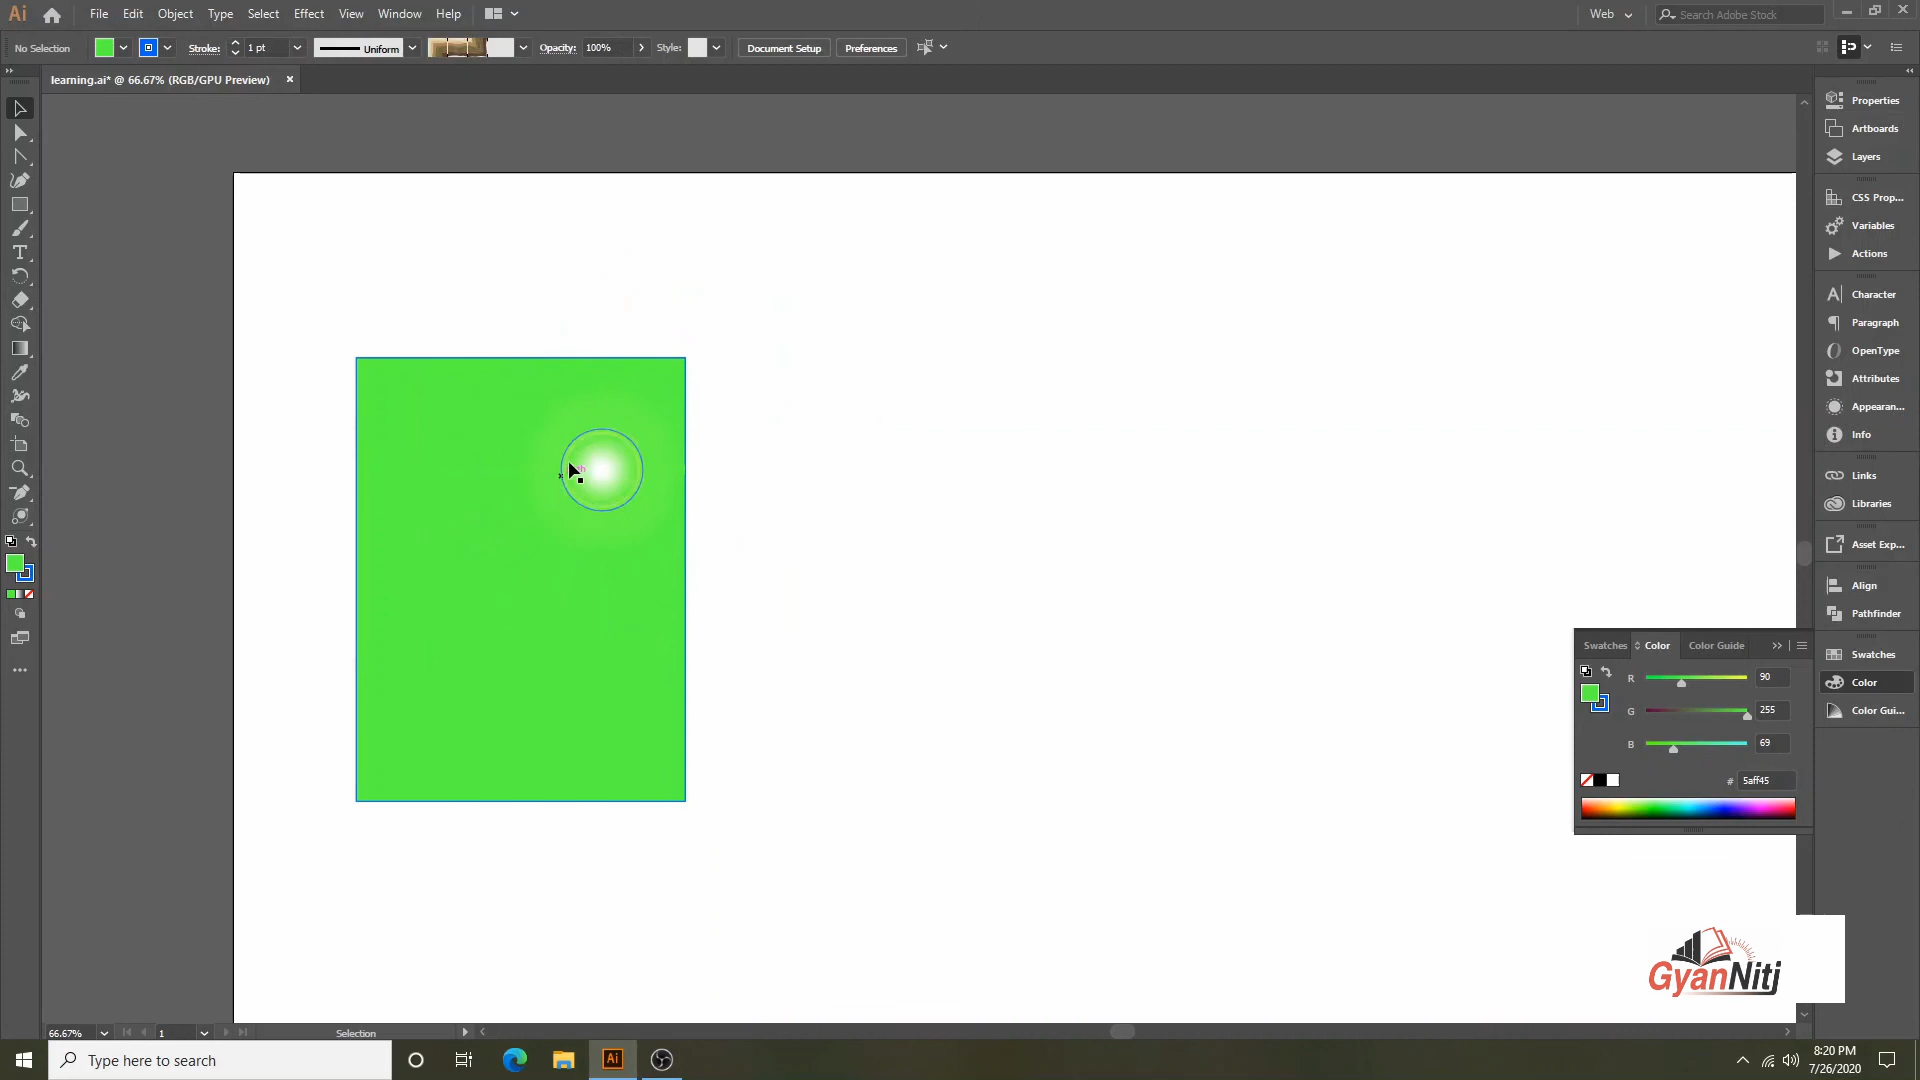 Ai File Edit Object Type Select Effect View Window Help Web Search Adobe Stock
No Selection Stroke: 1 pt Uniform Opacity: 100% Style: Document Setup Preferences
learning.ai* @ 66.67% (RGB/GPU Preview)
Properties
Artboards
Layers
CSS Prop...
Variables
Actions
Character
Paragraph
OpenType
Attributes
Appearan...
Info
Links
Libraries
Asset Exp...
Align
Pathfinder
Swatches
Color
Color Gui...
Swatches Color Color Guide
R 90
G 255
B 69
# 5aff45
GyanNitj
66.67% 1 Selection
Type here to search
Ai
8:20 PM
7/26/2020